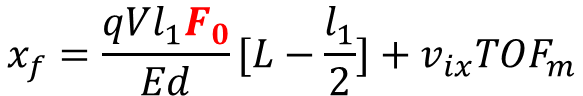 x_f = \frac{qVl_1F_0}{Ed}[L - \frac{l_1}{2}] + v_{ix}TOF_m